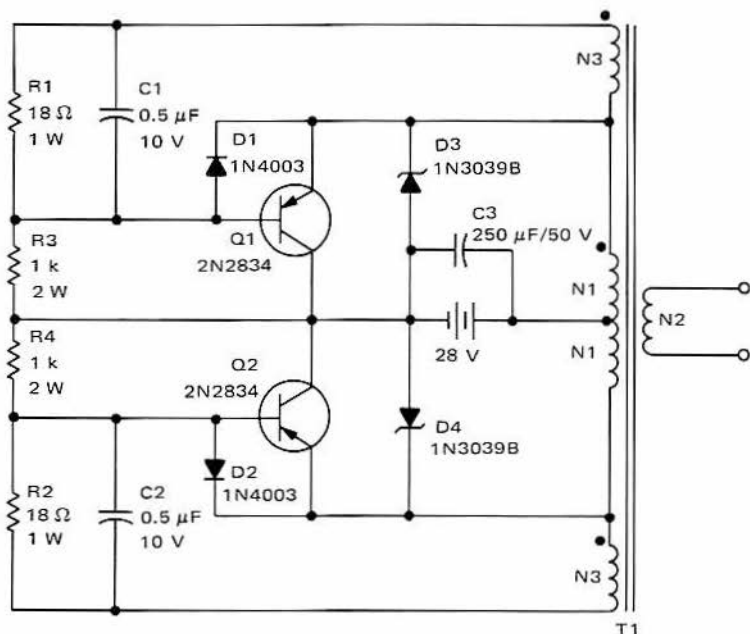 N3
R1
18 Ω
1 W
C1
0.5 μF
10 V
D1
1N4003
D3
1N3039B
Q1
2N2834
C3
250 μF/50 V
R3
1 k
2 W
N1
N2
N1
28 V
R4
1 k
2 W
Q2
2N2834
D4
1N3039B
D2
1N4003
R2
18 Ω
1 W
C2
0.5 μF
10 V
N3
T1